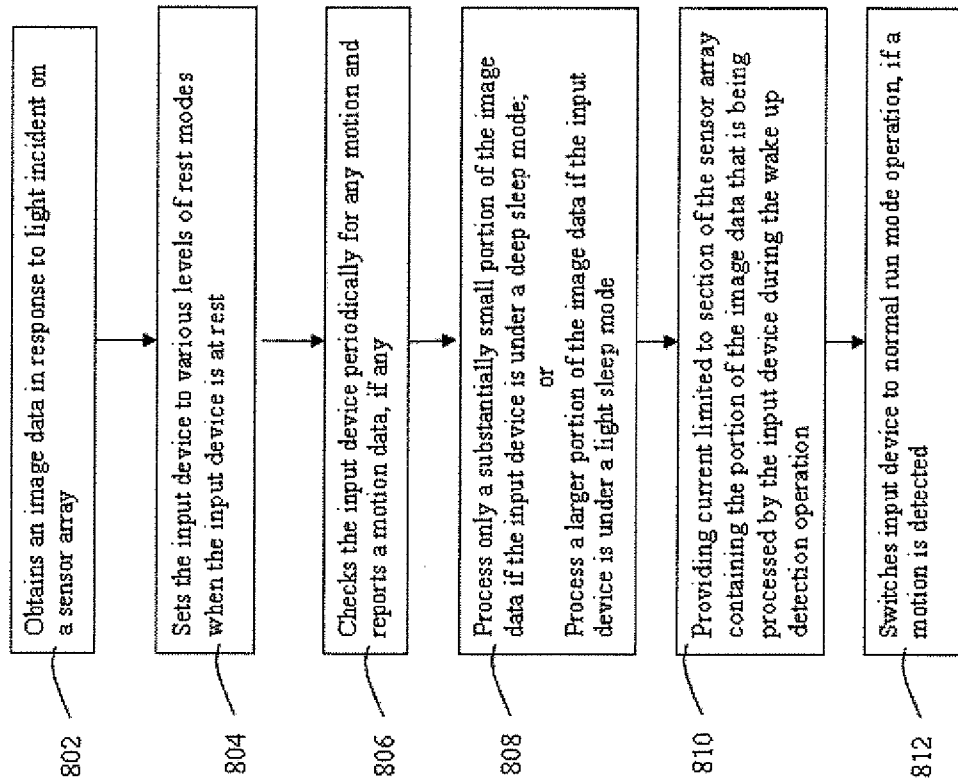 Obtains an image data in response to light incident on
a sensor array
802
Sets the input device to various levels of rest modes
when the input device is at rest
804
Checks the input device periodically for any motion and
reports a motion data, if any
806
Process only a substantially small portion of the image
data if the input device is under a deep sleep mode;
or
Process a larger portion of the image data if the input
device is under a light sleep mode
808
Providing current limited to section of the sensor array
containing the portion of the image data that is being
processed by the input device during the wake up
detection operation
810
Switches input device to normal run mode operation, if a
motion is detected
812